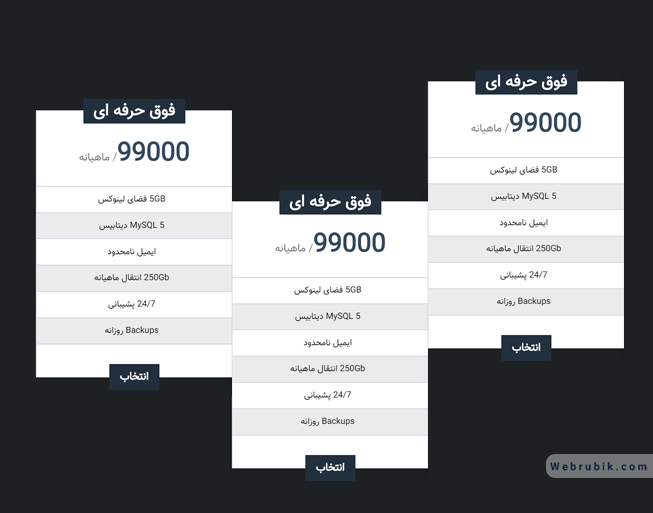 فوق حرفه ای
99000/ ماهیانه
5GB فضای لینوکس
5 MySQL دیتابیس
ایمیل نامحدود
250Gb انتقال ماهیانه
24/7 پشیبانی
Backups روزانه
انتخاب
فوق حرفه ای
99000/ ماهیانه
5GB فضای لینوکس
5 MySQL دیتابیس
ایمیل نامحدود
250Gb انتقال ماهیانه
24/7 پشیبانی
Backups روزانه
انتخاب
فوق حرفه ای
99000/ ماهیانه
5GB فضای لینوکس
5 MySQL دیتابیس
ایمیل نامحدود
250Gb انتقال ماهیانه
24/7 پشیبانی
Backups روزانه
انتخاب
Webrubik.com